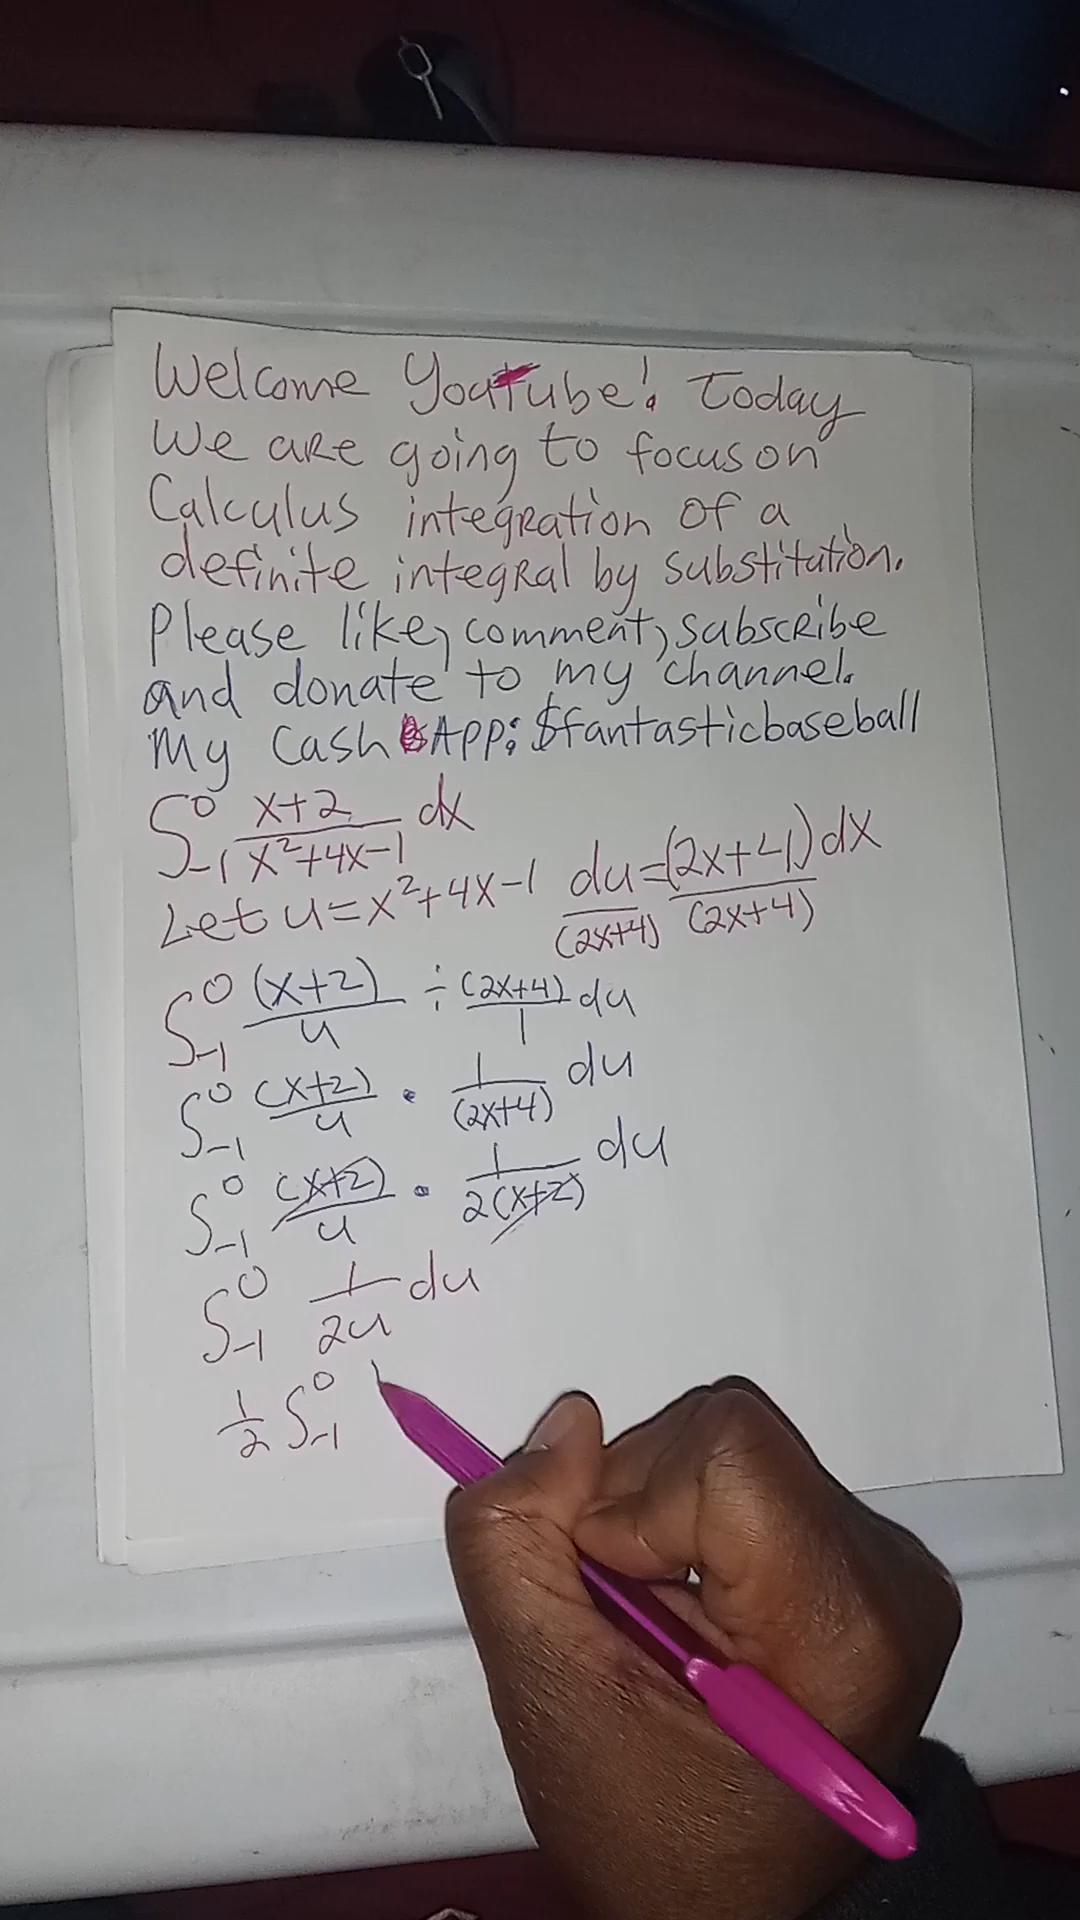 Welcome Youtube! Today
We are going to focus on
Calculus integration of a
definite integral by substitution.
Please like, comment, subscribe
and donate to my channel.
My Cash App: $fantasticbaseball
∫₋₁⁰ (x+2)/(x²+4x−1) dx
Let u=x²+4x−1 du/(2x+4)=(2x+4)dx/(2x+4)
∫₋₁⁰ (x+2)/u ÷ (2x+4)/1 du
∫₋₁⁰ (x+2)/u · 1/(2x+4) du
∫₋₁⁰ (x+2)/u · 1/2(x+2) du
∫₋₁⁰ 1/2u du
1/2 ∫₋₁⁰